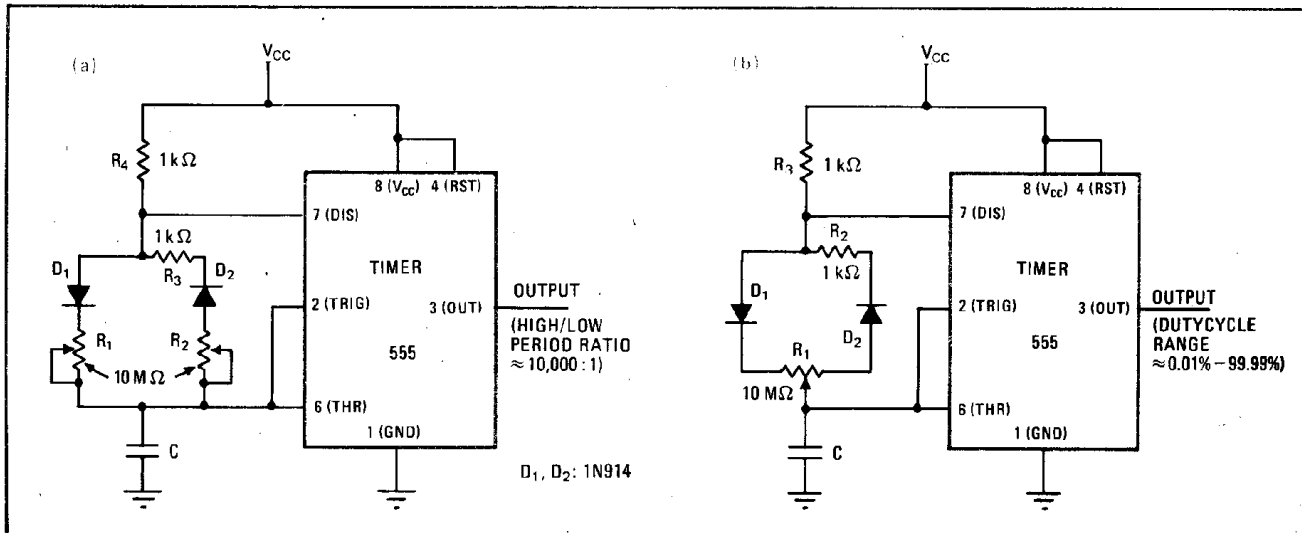 (a)
V_CC
R4 1 kΩ
8 (VCC) 4 (RST)
7 (DIS)
1 kΩ
D1
R3
D2
TIMER
2 (TRIG)
3 (OUT)
OUTPUT
(HIGH/LOW
PERIOD RATIO
≈ 10,000 : 1)
R1
R2
10 MΩ
555
6 (THR)
1 (GND)
C
D1, D2: 1N914
(b)
VCC
R3 1 kΩ
8 (VCC) 4 (RST)
7 (DIS)
R2
1 kΩ
D1
TIMER
2 (TRIG)
3 (OUT)
OUTPUT
(DUTYCYCLE
RANGE
≈ 0.01% – 99.99%)
D2
R1
10 MΩ
555
6 (THR)
1 (GND)
C